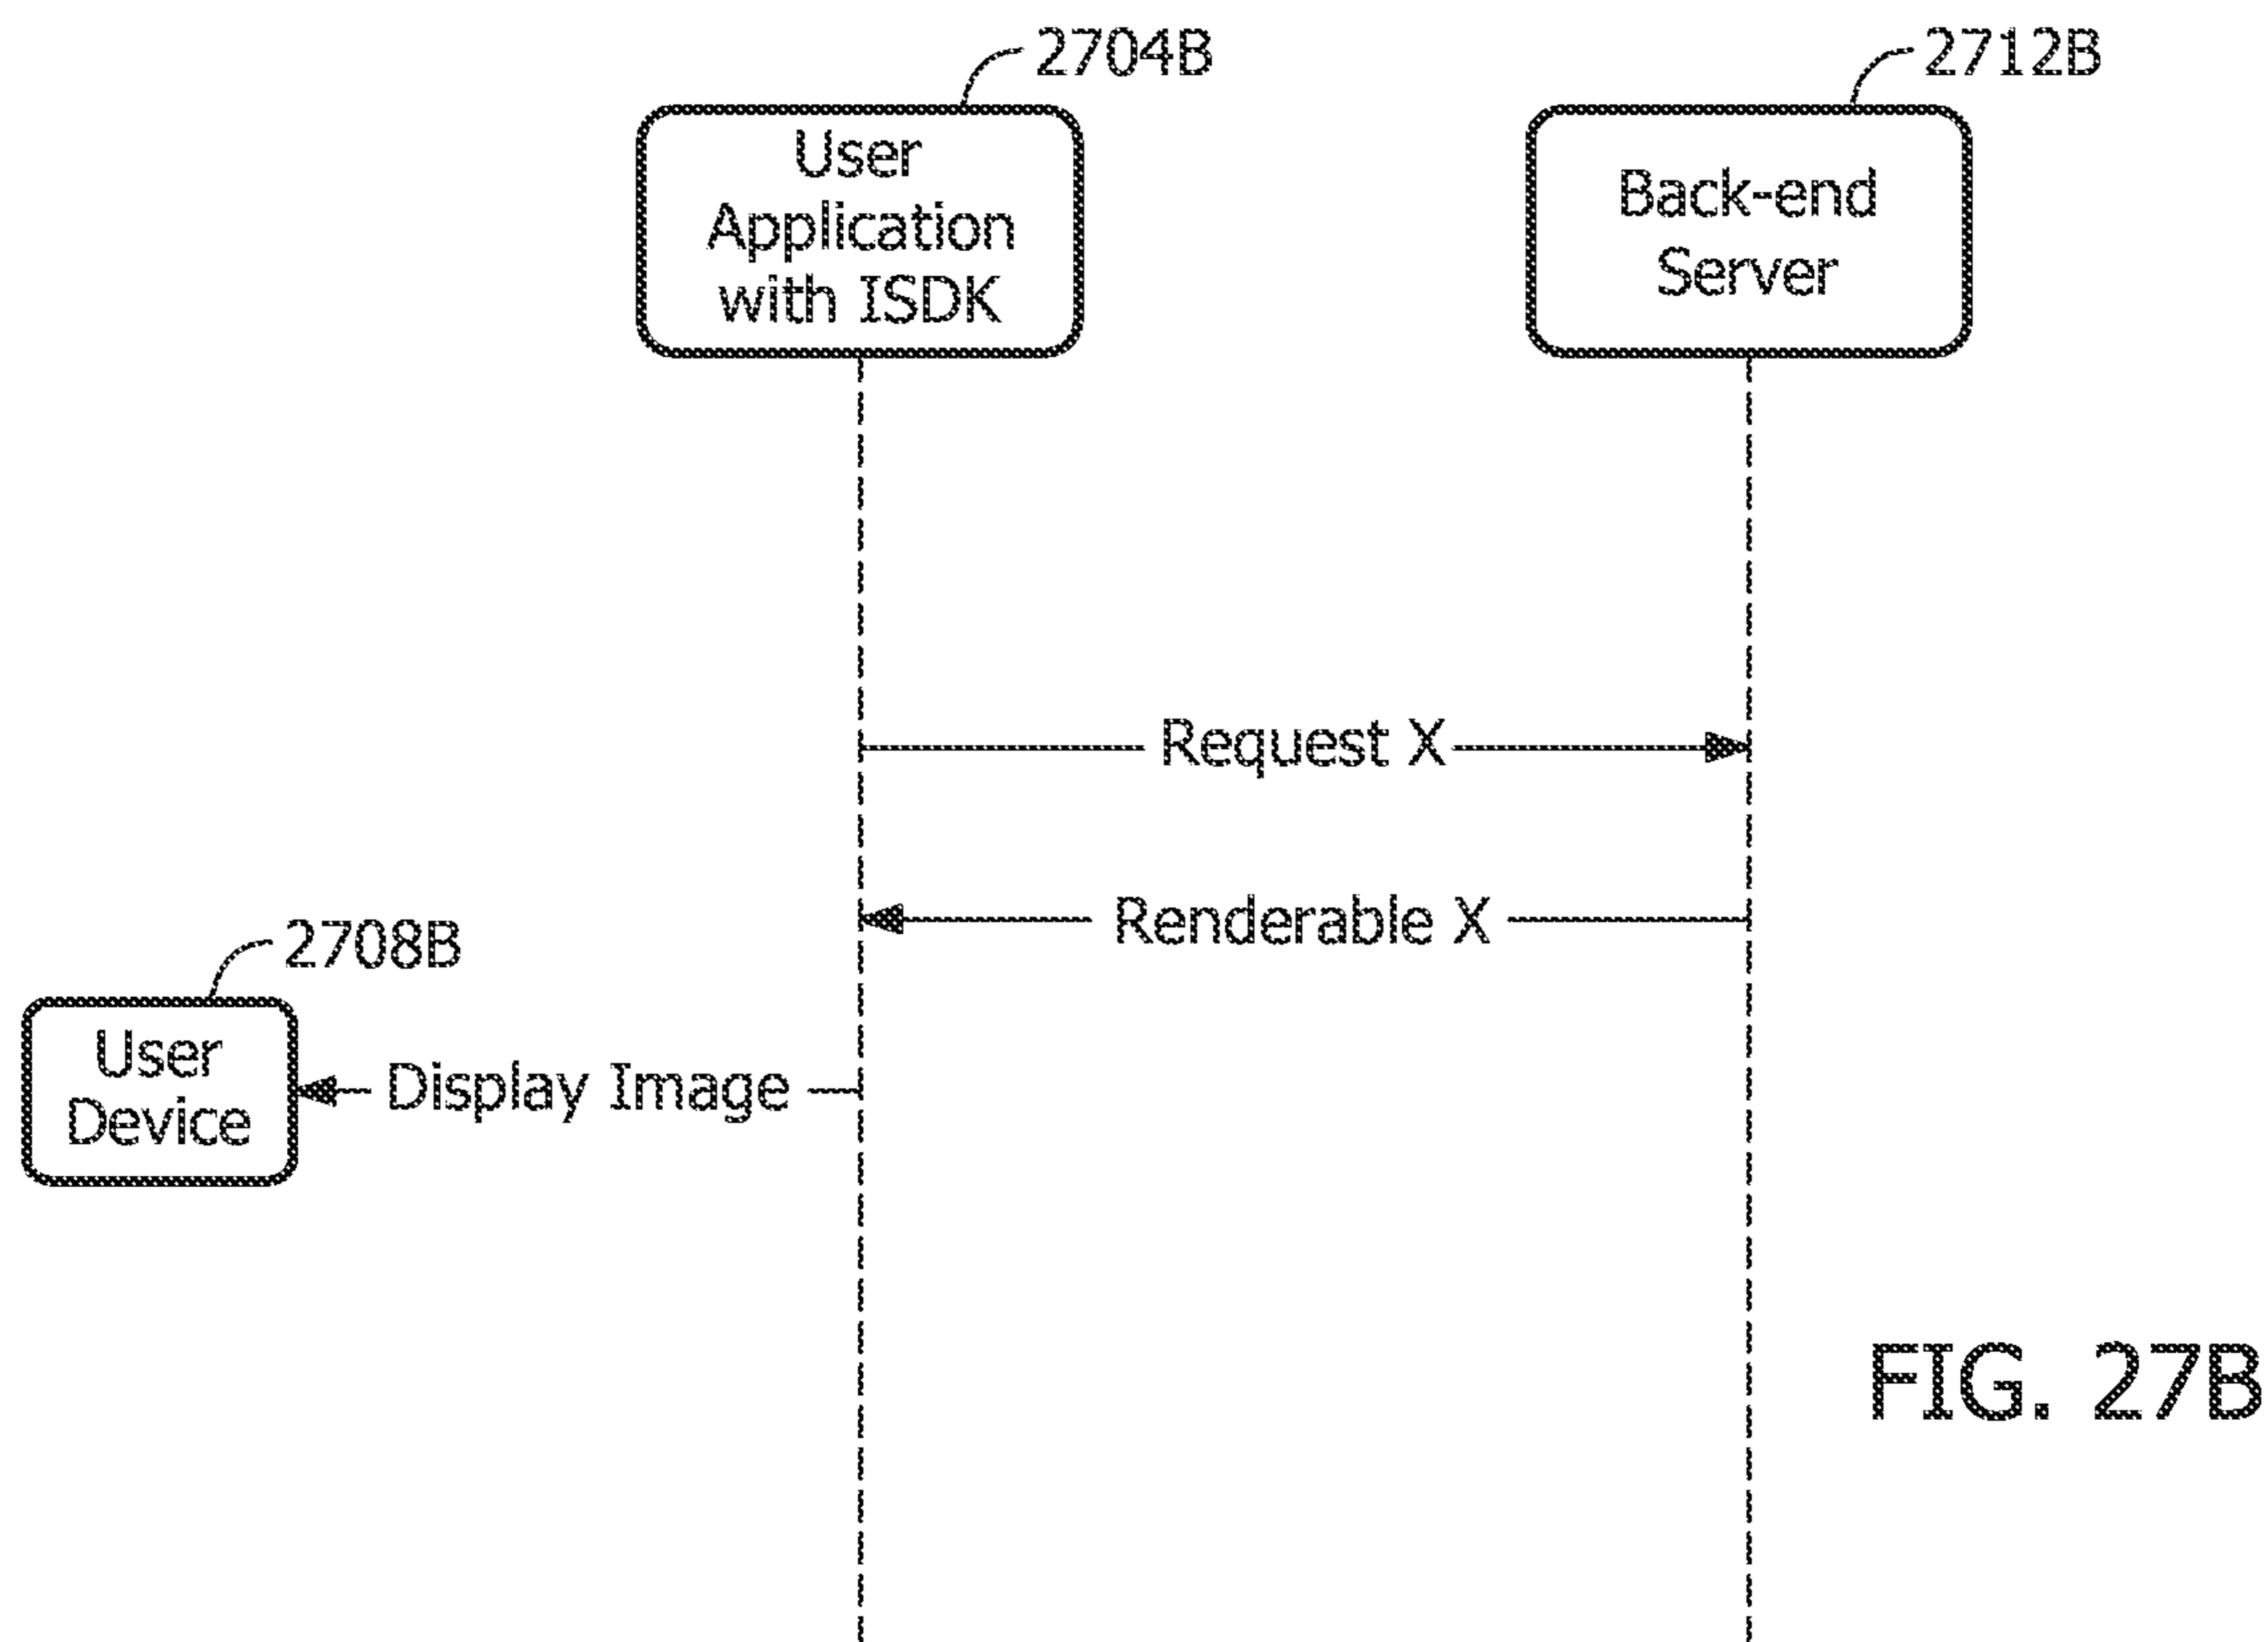 2704B
2712B
User
Application
with ISDK
Back-end
Server
Request X
Renderable X
2708B
User
Device
Display Image
FIG. 27B